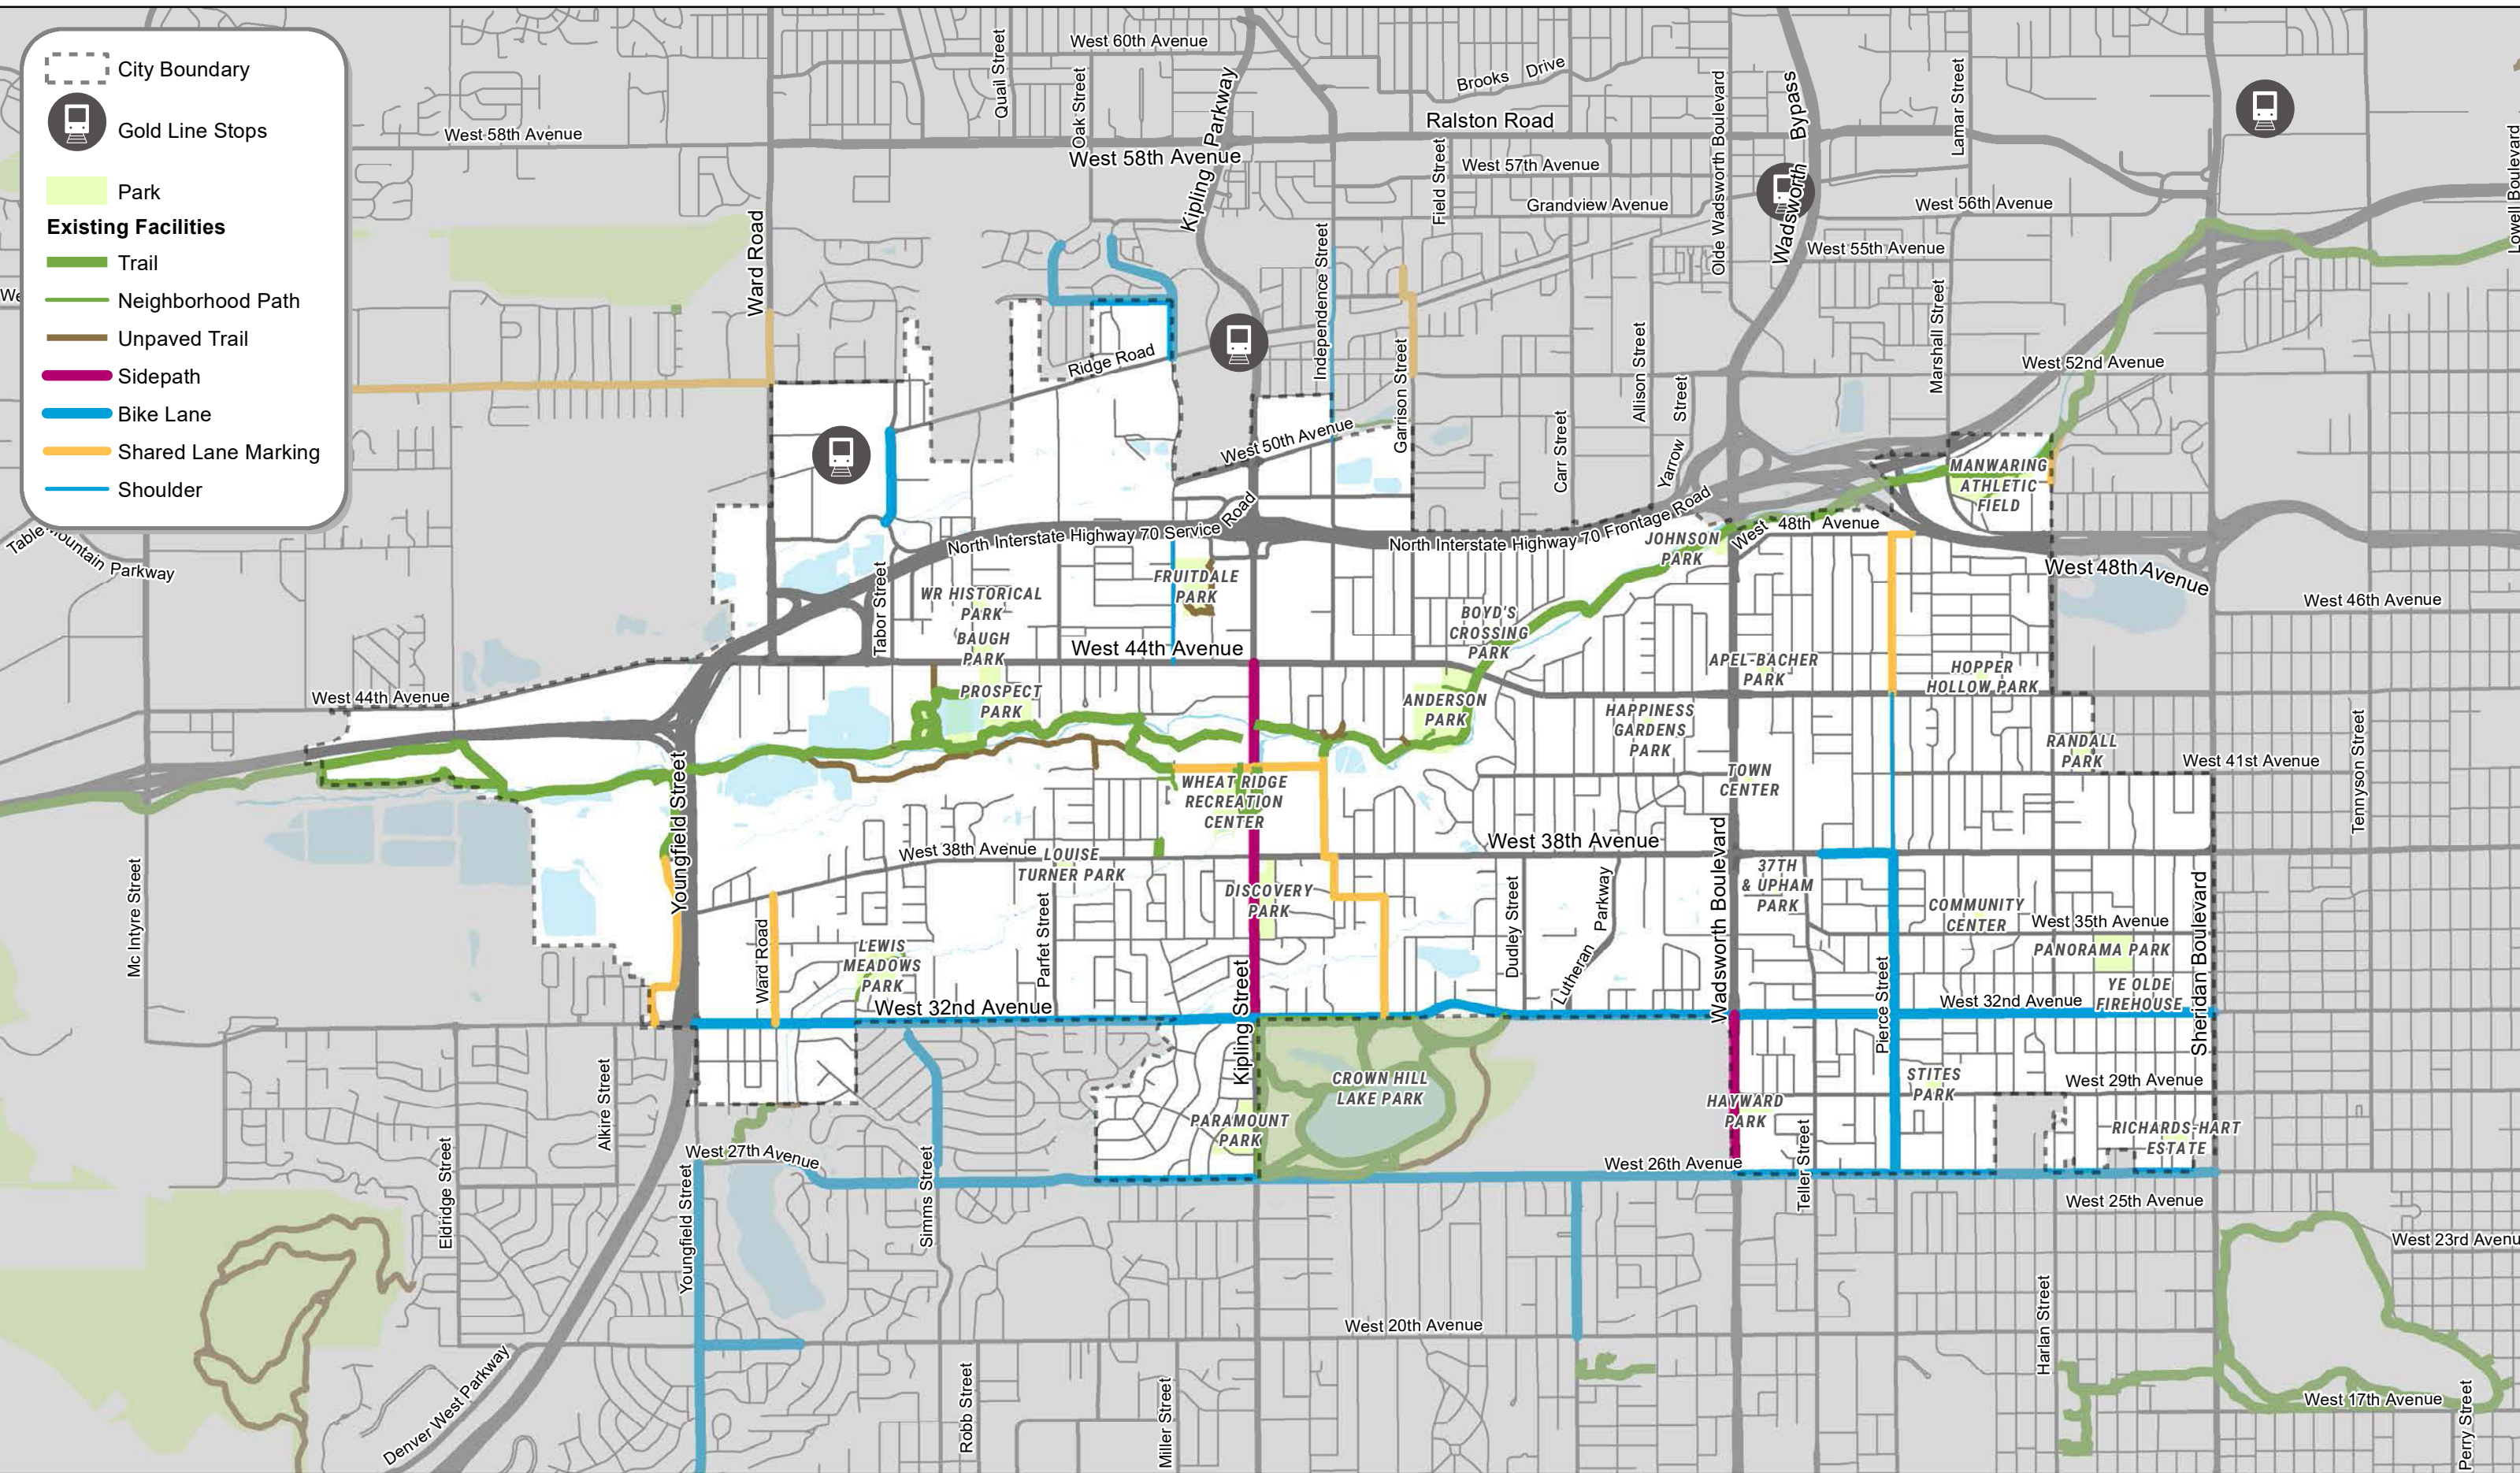 City Boundary
Gold Line Stops
Park
Existing Facilities
Trail
Neighborhood Path
Unpaved Trail
Sidepath
Bike Lane
Shared Lane Marking
Shoulder
West 60th Avenue
Quail Street
Oak Street
Kipling Parkway
Brooks Drive
Ralston Road
Olde Wadsworth Boulevard
Wadsworth Bypass
Lamar Street
West 58th Avenue
West 58th Avenue
Kipling Parkway
Field Street
West 57th Avenue
Grandview Avenue
West 56th Avenue
West 55th Avenue
Lowell Boulevard
Ward Road
Independence Street
Wadsworth
Marshall Street
We
Ridge Road
Garrison Street
Allison Street
Yarrow Street
West 52nd Avenue
Carr Street
West 50th Avenue
MANWARING
ATHLETIC
FIELD
Table Mountain Parkway
North Interstate Highway 70 Service Road
North Interstate Highway 70 Frontage Road
West 48th Avenue
JOHNSON
PARK
West 48th Avenue
Tabor Street
WR HISTORICAL
PARK
FRUITDALE
PARK
BAUGH
PARK
West 44th Avenue
BOYD'S
CROSSING
PARK
West 46th Avenue
APEL-BACHER
PARK
HOPPER
HOLLOW PARK
West 44th Avenue
PROSPECT
PARK
ANDERSON
PARK
HAPPINESS
GARDENS
PARK
RANDALL
PARK
West 41st Avenue
Tennyson Street
TOWN
CENTER
WHEAT RIDGE
RECREATION
CENTER
Youngfield Street
Mc Intyre Street
West 38th Avenue
West 38th Avenue
LOUISE
TURNER PARK
Wadsworth Boulevard
37TH
& UPHAM
PARK
DISCOVERY
PARK
Parfet Street
Dudley Street
Lutheran Parkway
COMMUNITY
CENTER
West 35th Avenue
PANORAMA PARK
Sheridan Boulevard
Ward Road
LEWIS
MEADOWS
PARK
Kipling Street
Pierce Street
YE OLDE
FIREHOUSE
West 32nd Avenue
West 32nd Avenue
CROWN HILL
LAKE PARK
STITES
PARK
West 29th Avenue
Alkire Street
PARAMOUNT
PARK
HAYWARD
PARK
RICHARDS-HART
ESTATE
West 27th Avenue
West 26th Avenue
Teller Street
Eldridge Street
Youngfield Street
Simms Street
West 25th Avenue
West 23rd Avenu
Harlan Street
West 20th Avenue
Denver West Parkway
Robb Street
Miller Street
West 17th Avenue
Perry Street